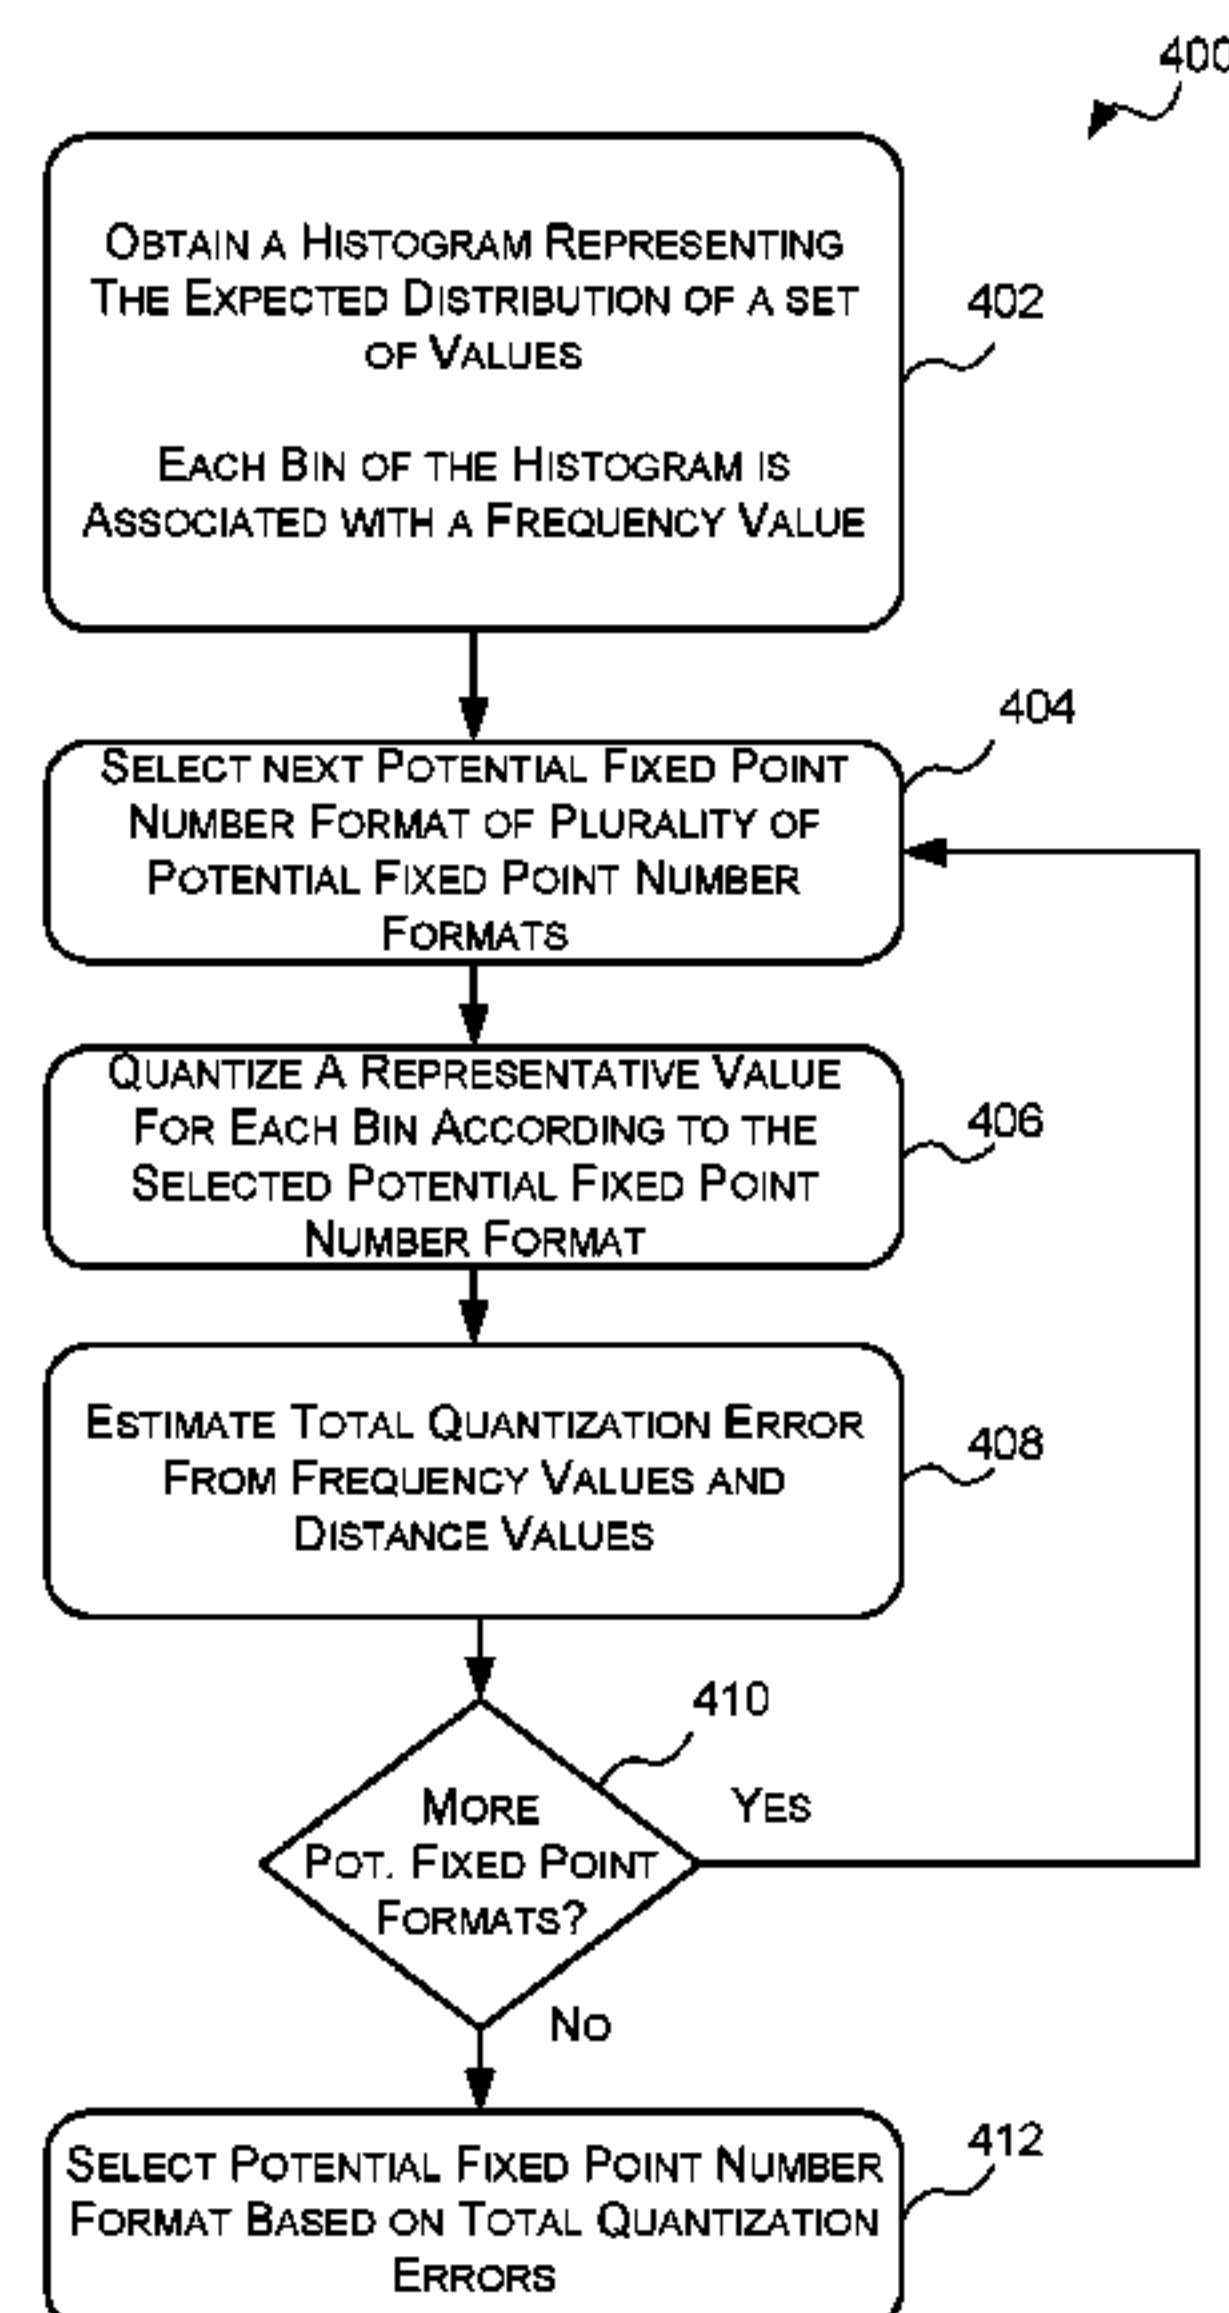 400
OBTAIN A HISTOGRAM REPRESENTING
THE EXPECTED DISTRIBUTION OF A SET
OF VALUES
EACH BIN OF THE HISTOGRAM IS
ASSOCIATED WITH A FREQUENCY VALUE
402
404
SELECT NEXT POTENTIAL FIXED POINT
NUMBER FORMAT OF PLURALITY OF
POTENTIAL FIXED POINT NUMBER
FORMATS
QUANTIZE A REPRESENTATIVE VALUE
FOR EACH BIN ACCORDING TO THE
SELECTED POTENTIAL FIXED POINT
NUMBER FORMAT
406
ESTIMATE TOTAL QUANTIZATION ERROR
FROM FREQUENCY VALUES AND
DISTANCE VALUES
408
410
MORE
POT. FIXED POINT
FORMATS?
YES
NO
SELECT POTENTIAL FIXED POINT NUMBER
FORMAT BASED ON TOTAL QUANTIZATION
ERRORS
412